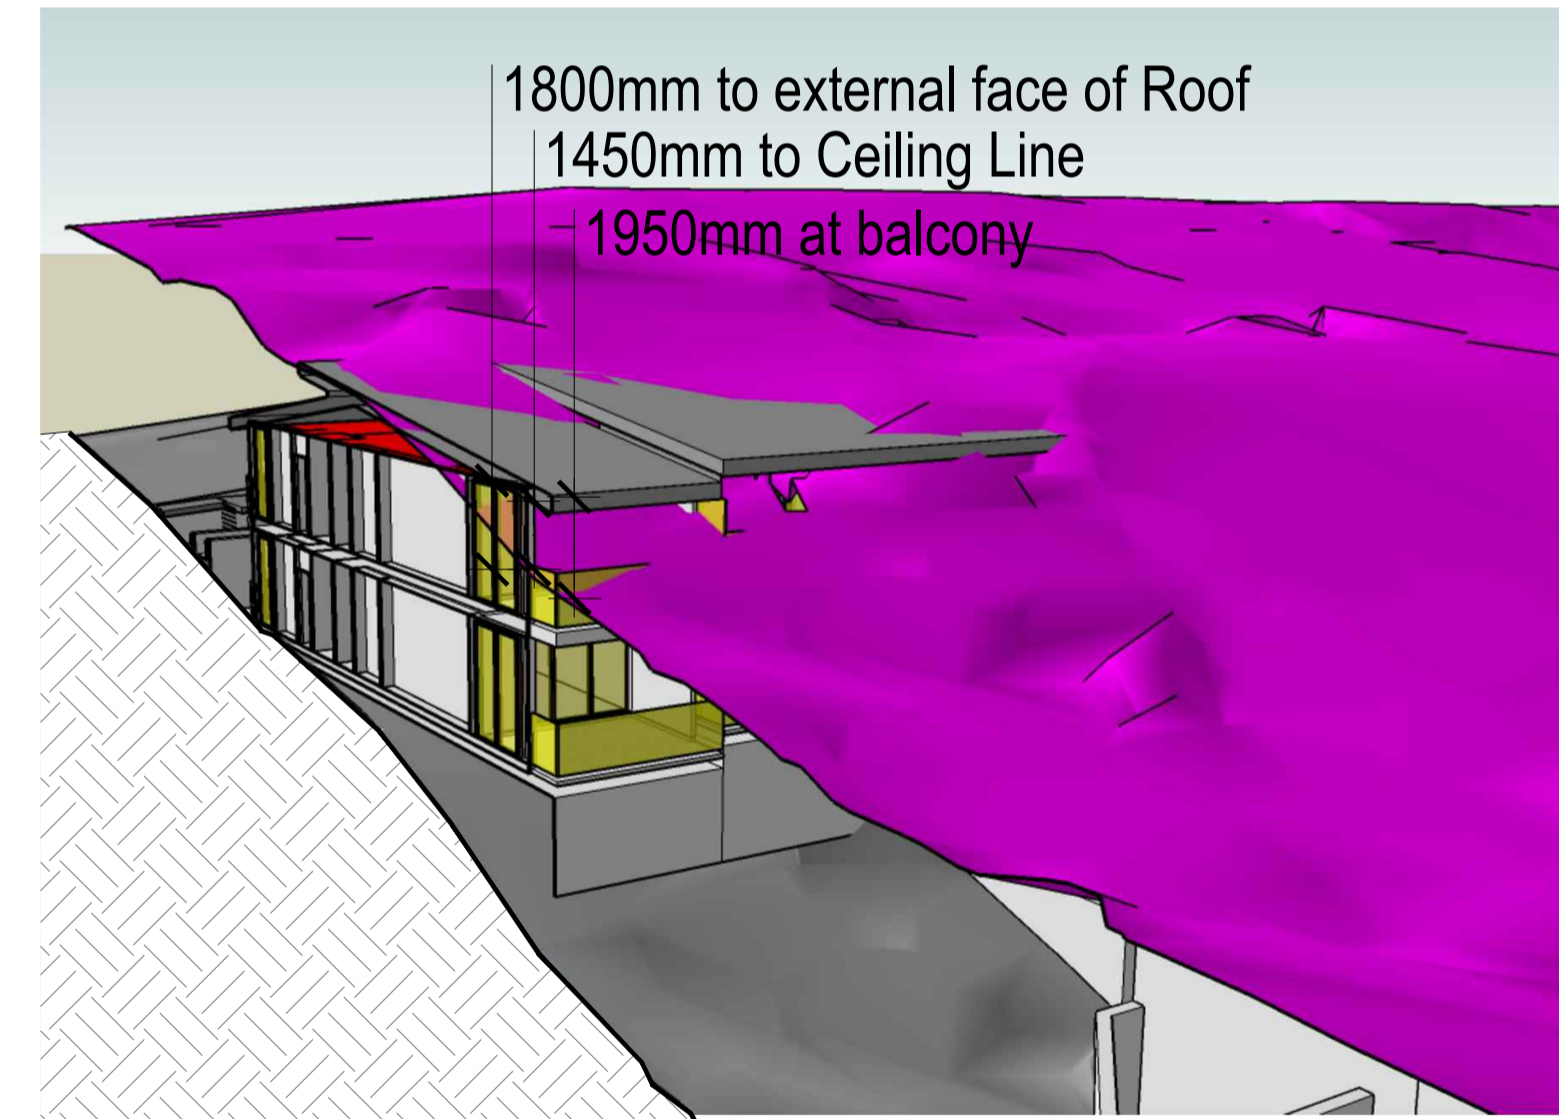 1800mm to external face of Roof
1450mm to Ceiling Line
1950mm at balcony